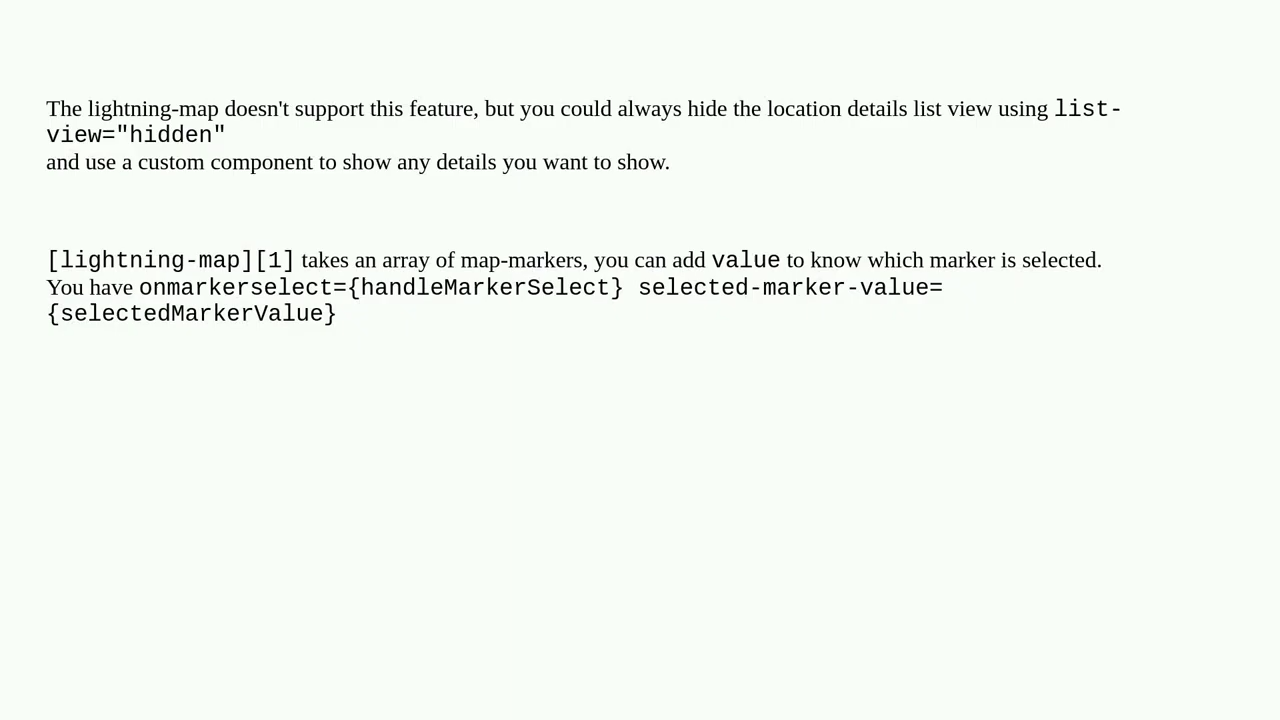 The lightning-map doesn't support this feature, but you could always hide the location details list view using list-
view="hidden"
and use a custom component to show any details you want to show.
[lightning-map][1] takes an array of map-markers, you can add value to know which marker is selected.
You have onmarkerselect={handleMarkerSelect} selected-marker-value=
{selectedMarkerValue}